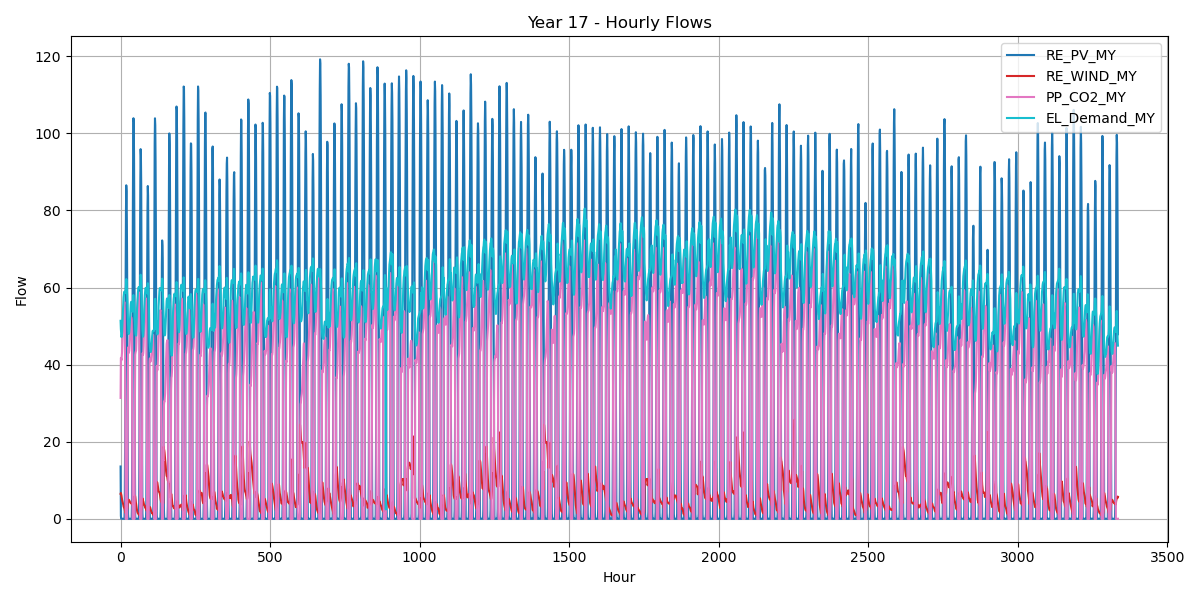 Year 17 - Hourly Flows
RE_PV_MY
RE_WIND_MY
PP_CO2_MY
EL_Demand_MY
Flow
120
100
80
60
40
20
0
0 500 1000 1500 2000 2500 3000 3500
Hour